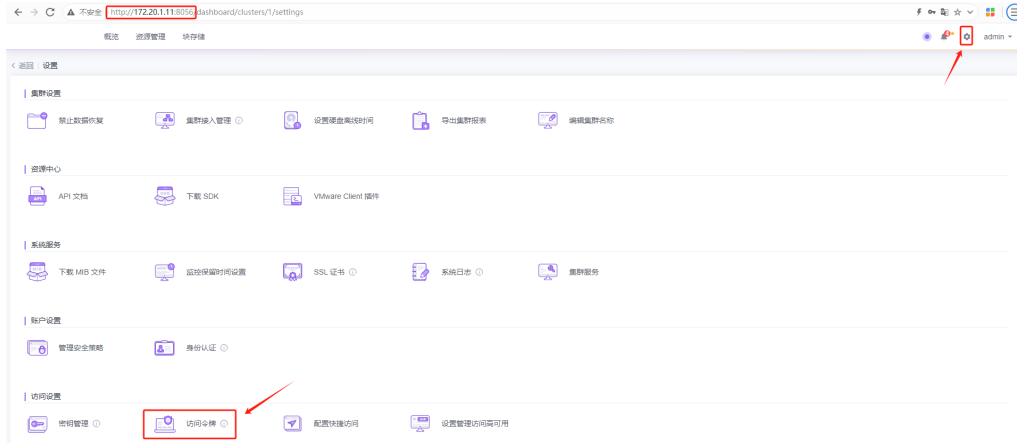 不安全 http://172.20.1.11:8056/dashboard/clusters/1/settings
概览 资源管理 块存储 4 admin
返回 设置
集群设置
禁止数据恢复 集群接入管理 设置硬盘离线时间 导出集群报表 编辑集群名称
资源中心
API 文档 下载 SDK VMware Client 插件
系统服务
下载 MIB 文件 监控保留时间设置 SSL 证书 系统日志 集群服务
账户设置
管理安全策略 身份认证
访问设置
密钥管理 访问令牌 配置快捷访问 设置管理访问高可用